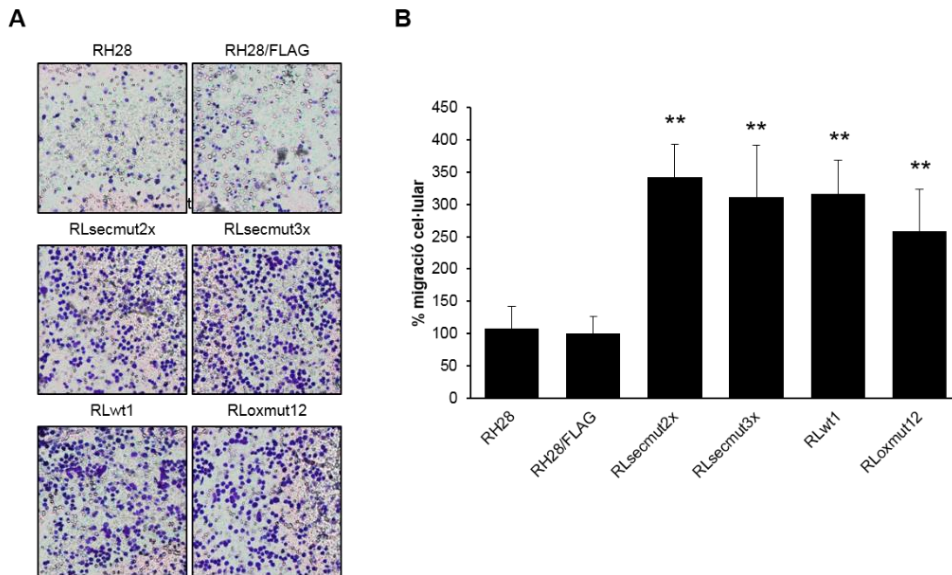 A
RH28
RH28/FLAG
t
RLsecmut2x
RLsecmut3x
RLwt1
RLoxmut12
B
% migració cel·lular
450
400
350
300
250
200
150
100
50
0
**
**
**
**
RH28
RH28/FLAG
RLsecmut2x
RLsecmut3x
RLwt1
RLoxmut12